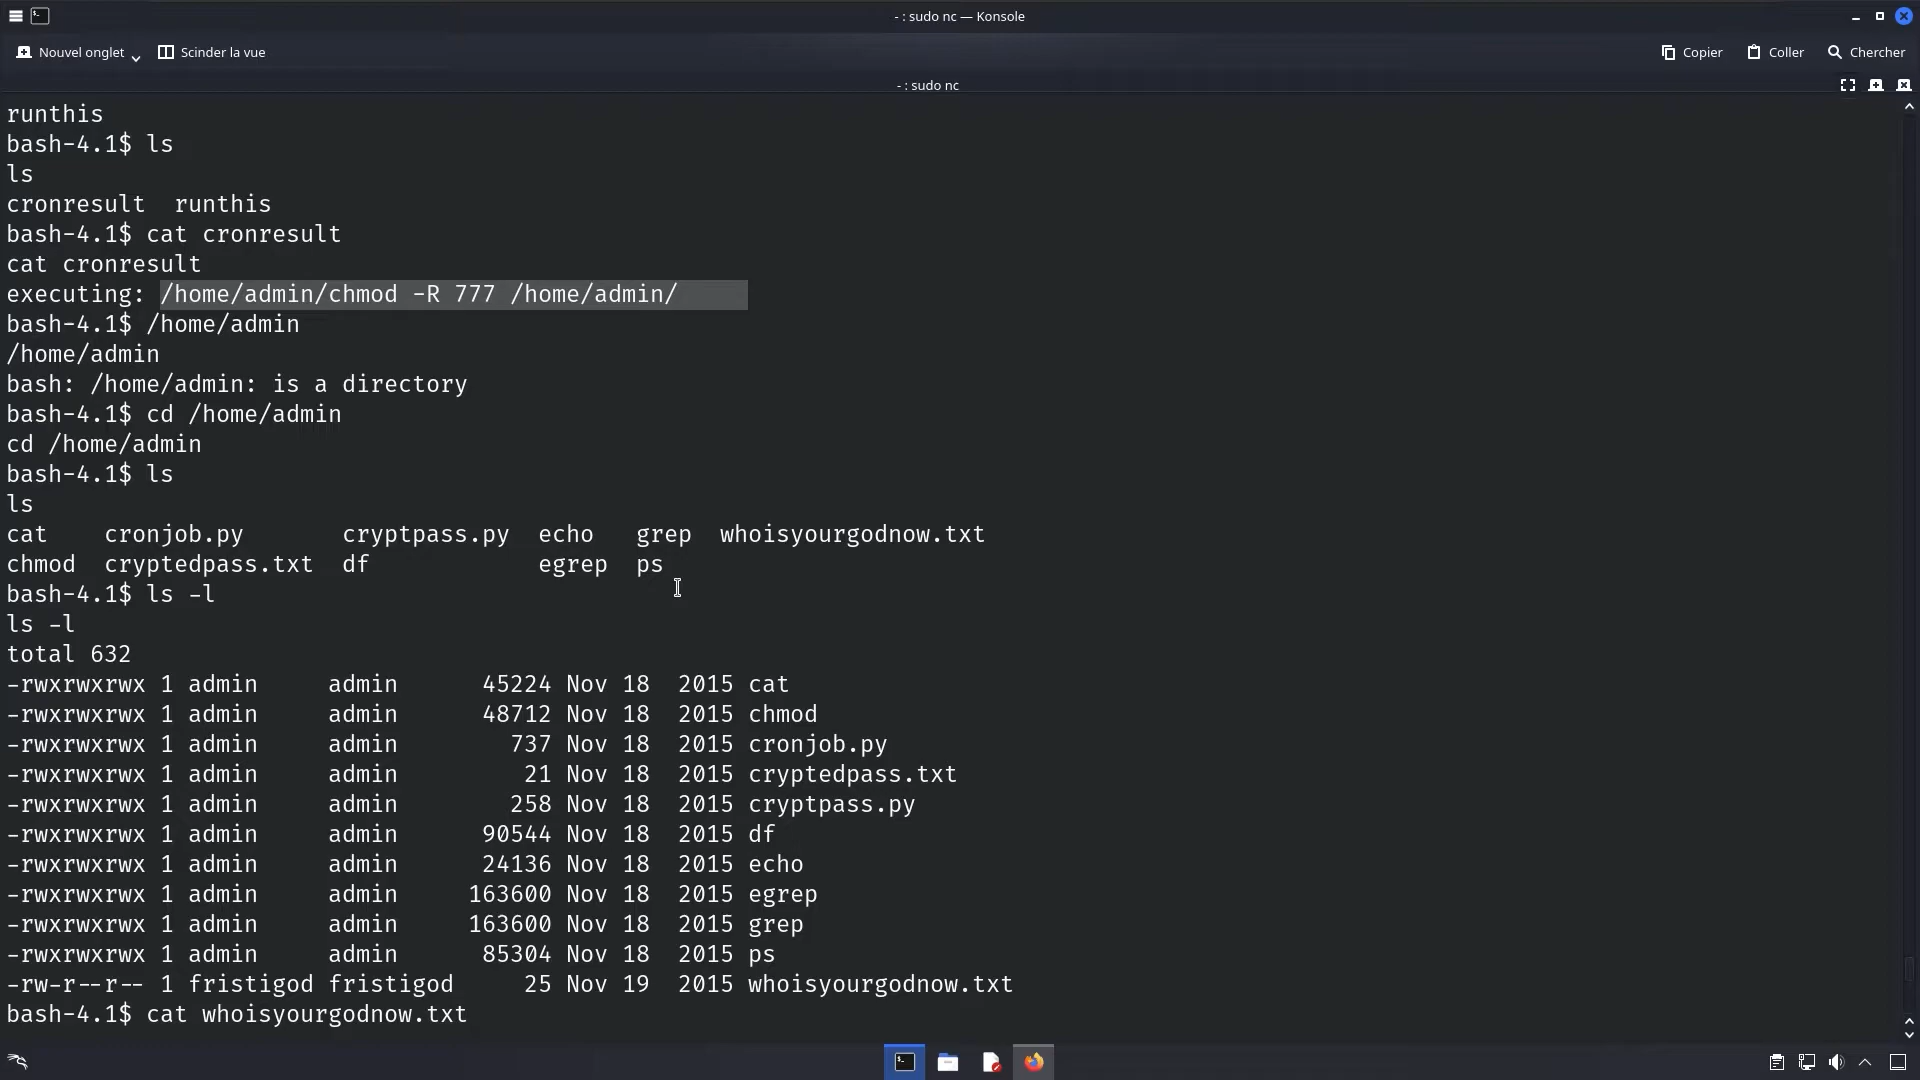 - : sudo nc — Konsole
Nouvel onglet
Scinder la vue
Copier
Coller
Chercher
- : sudo nc
runthis
bash-4.1$ ls
ls
cronresult  runthis
bash-4.1$ cat cronresult
cat cronresult
executing: /home/admin/chmod -R 777 /home/admin/
bash-4.1$ /home/admin
/home/admin
bash: /home/admin: is a directory
bash-4.1$ cd /home/admin
cd /home/admin
bash-4.1$ ls
ls
cat    cronjob.py       cryptpass.py  echo   grep  whoisyourgodnow.txt
chmod  cryptedpass.txt  df            egrep  ps
bash-4.1$ ls -l
ls -l
total 632
-rwxrwxrwx 1 admin     admin      45224 Nov 18  2015 cat
-rwxrwxrwx 1 admin     admin      48712 Nov 18  2015 chmod
-rwxrwxrwx 1 admin     admin        737 Nov 18  2015 cronjob.py
-rwxrwxrwx 1 admin     admin         21 Nov 18  2015 cryptedpass.txt
-rwxrwxrwx 1 admin     admin        258 Nov 18  2015 cryptpass.py
-rwxrwxrwx 1 admin     admin      90544 Nov 18  2015 df
-rwxrwxrwx 1 admin     admin      24136 Nov 18  2015 echo
-rwxrwxrwx 1 admin     admin     163600 Nov 18  2015 egrep
-rwxrwxrwx 1 admin     admin     163600 Nov 18  2015 grep
-rwxrwxrwx 1 admin     admin      85304 Nov 18  2015 ps
-rw-r--r-- 1 fristigod fristigod     25 Nov 19  2015 whoisyourgodnow.txt
bash-4.1$ cat whoisyourgodnow.txt